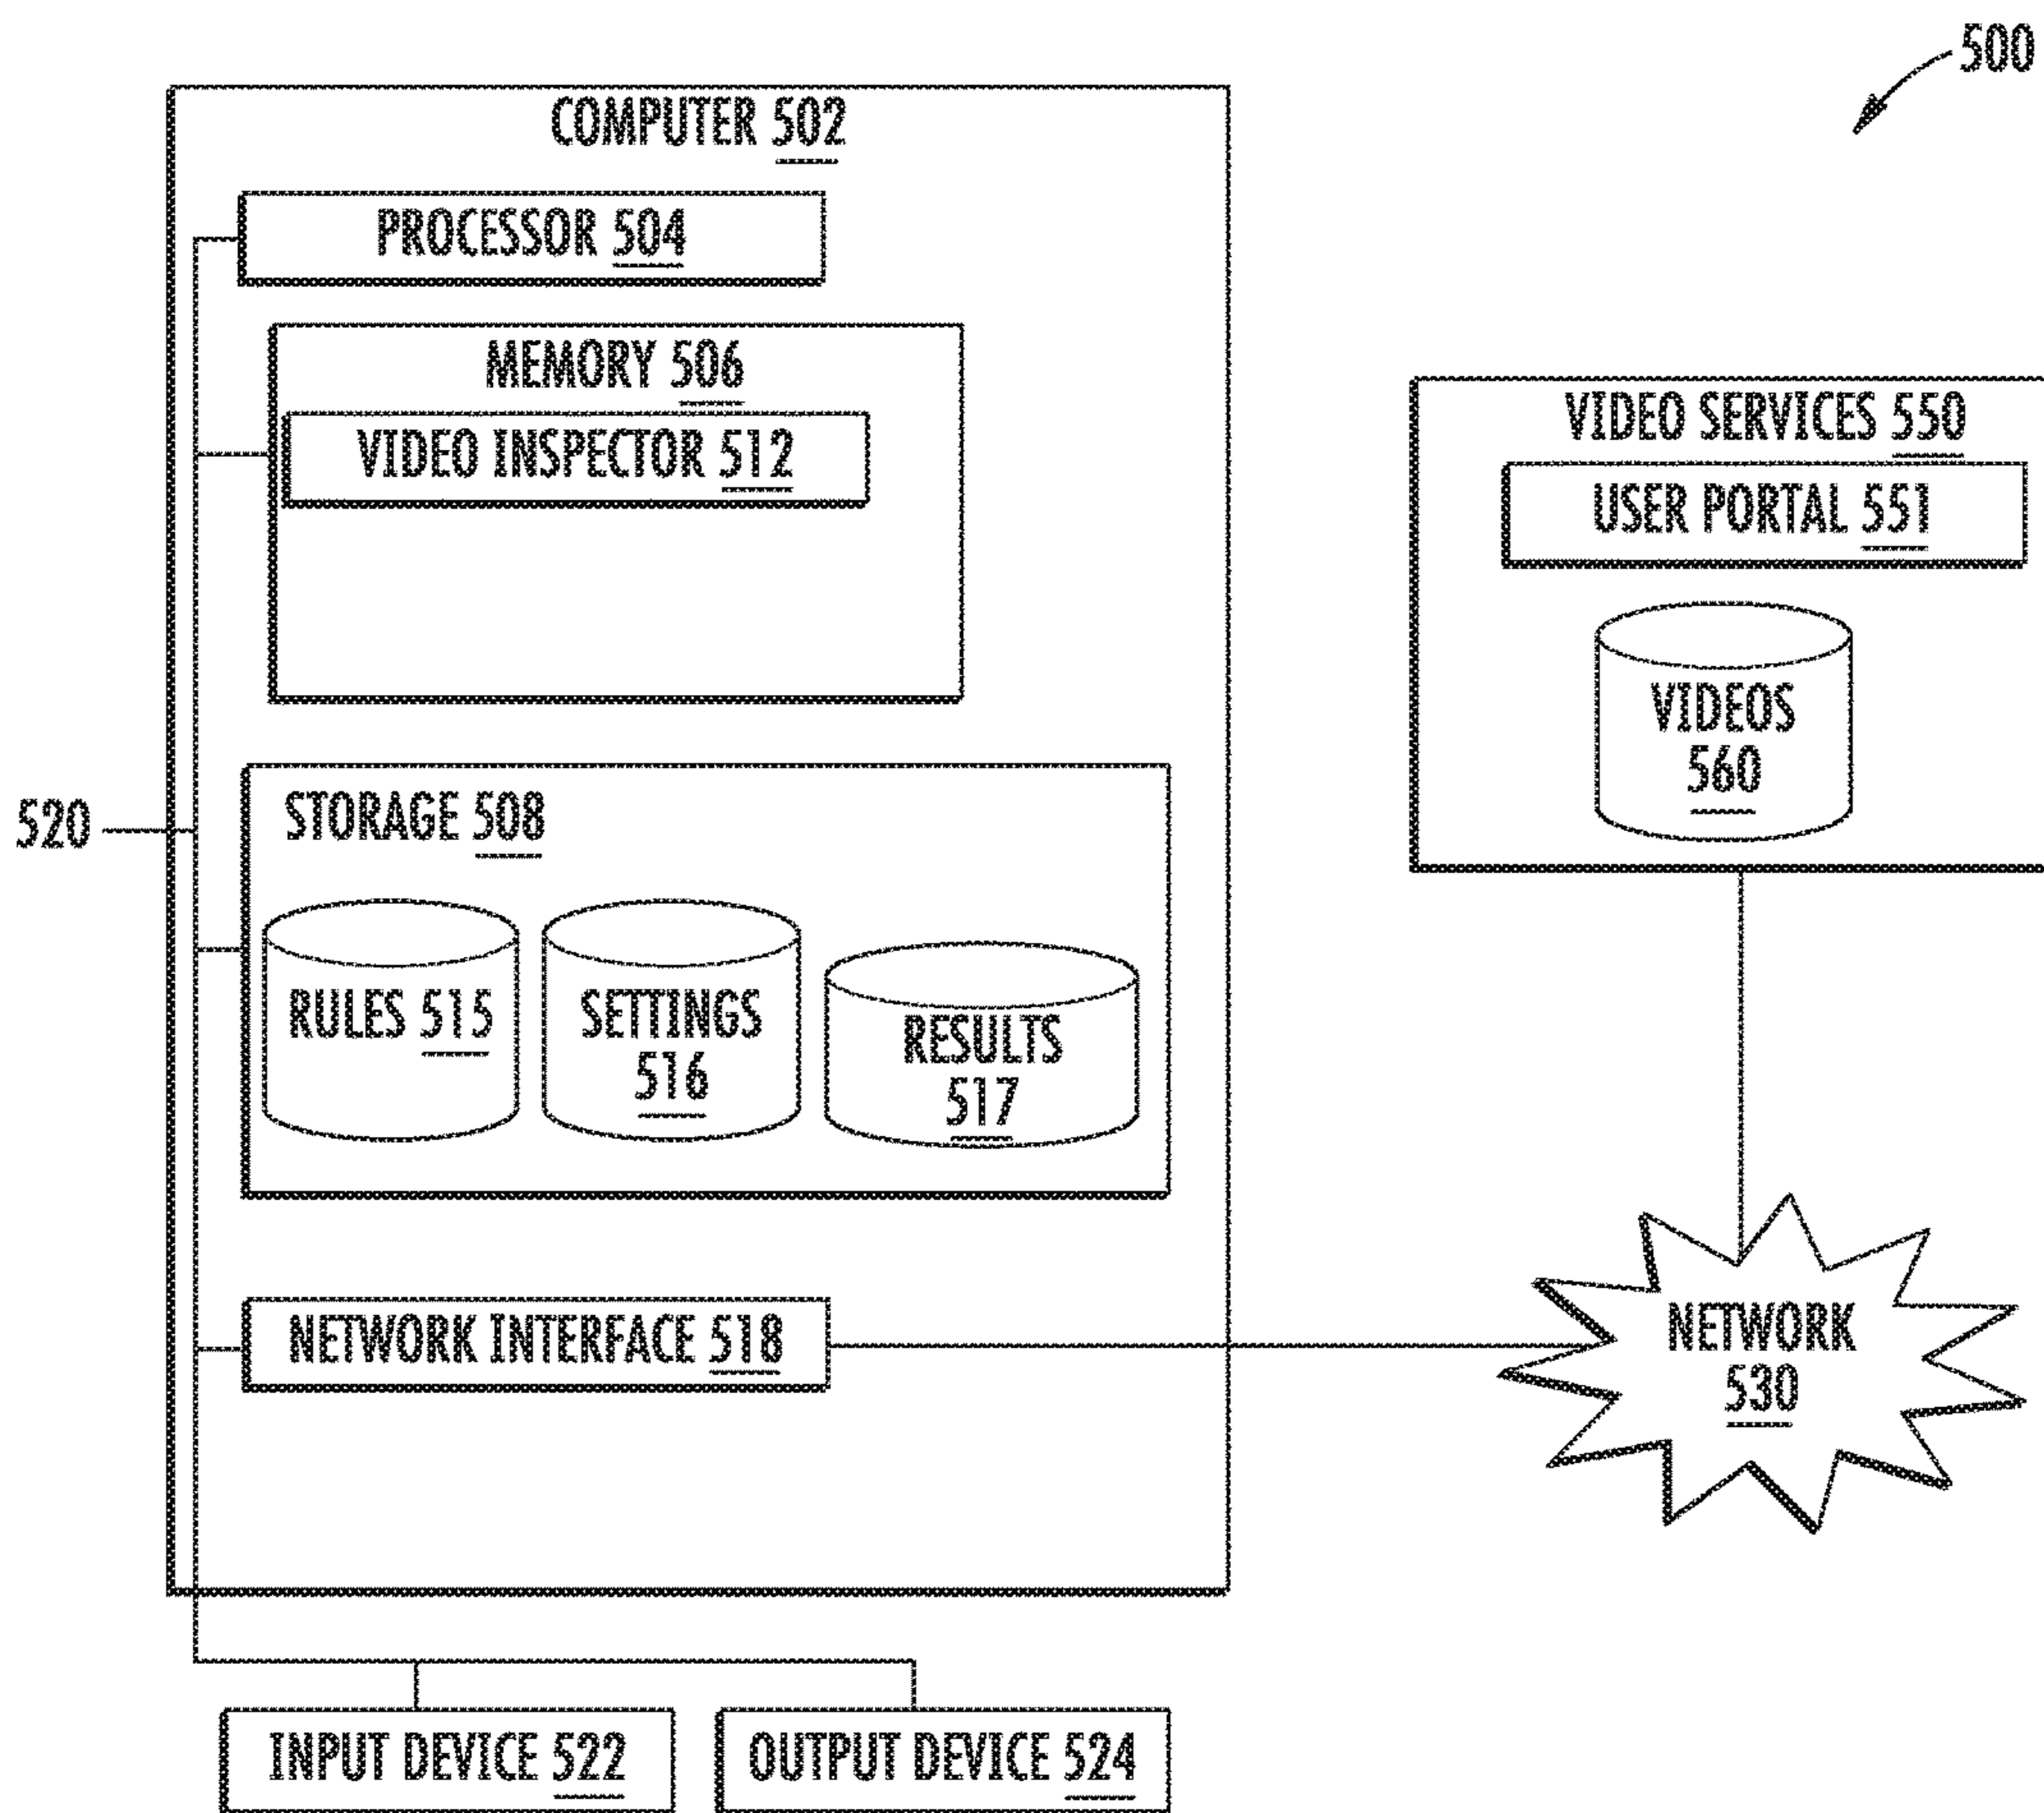 500
COMPUTER 502
PROCESSOR 504
MEMORY 506
VIDEO INSPECTOR 512
VIDEO SERVICES 550
USER PORTAL 551
VIDEOS
560
520
STORAGE 508
RULES 515
SETTINGS
516
RESULTS
517
NETWORK INTERFACE 518
NETWORK
530
INPUT DEVICE 522
OUTPUT DEVICE 524